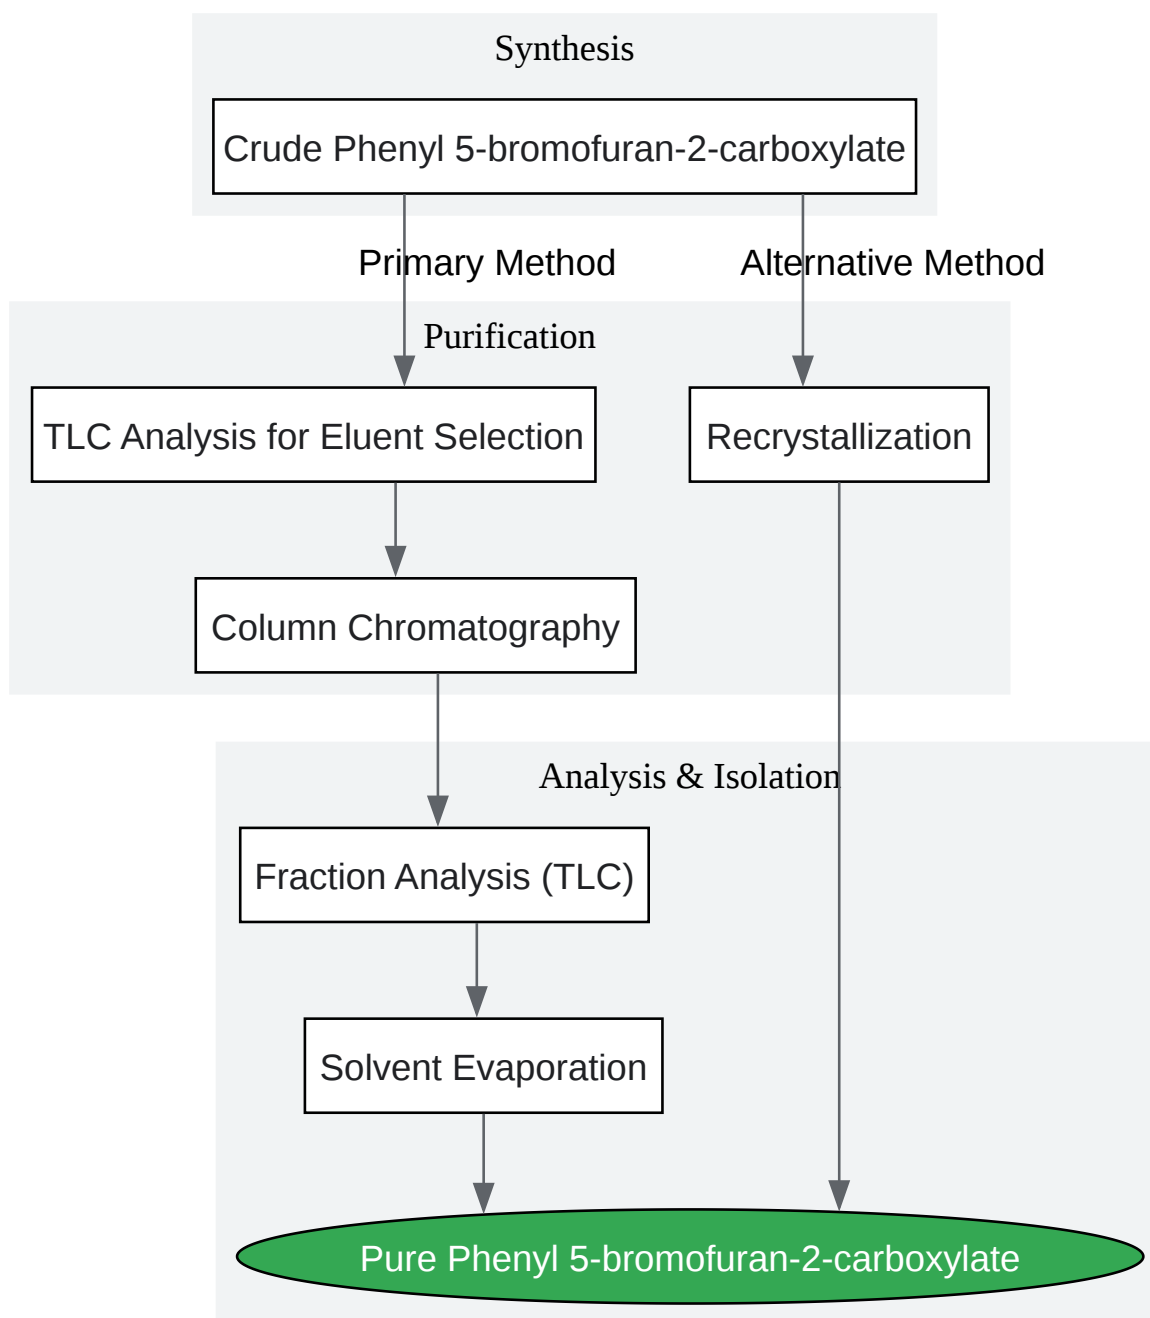 Synthesis
Crude Phenyl 5-bromofuran-2-carboxylate
Primary Method
Alternative Method
Purification
TLC Analysis for Eluent Selection
Recrystallization
Column Chromatography
Analysis & Isolation
Fraction Analysis (TLC)
Solvent Evaporation
Pure Phenyl 5-bromofuran-2-carboxylate